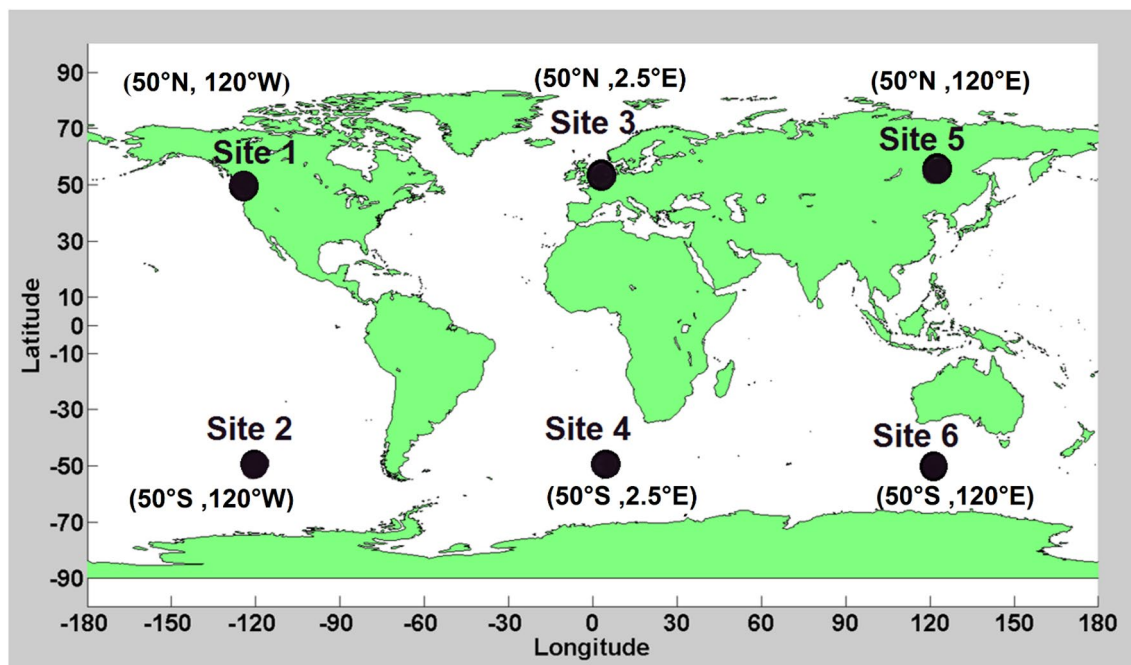 (50°N, 120°W)
(50°N ,2.5°E)
(50°N ,120°E)
Site 1
Site 3
Site 5
Site 2
Site 4
Site 6
(50°S ,120°W)
(50°S ,2.5°E)
(50°S ,120°E)
Latitude
90
70
50
30
10
0
-10
-30
-50
-70
-90
-180
-150
-120
-90
-60
-30
0
30
60
90
120
150
180
Longitude